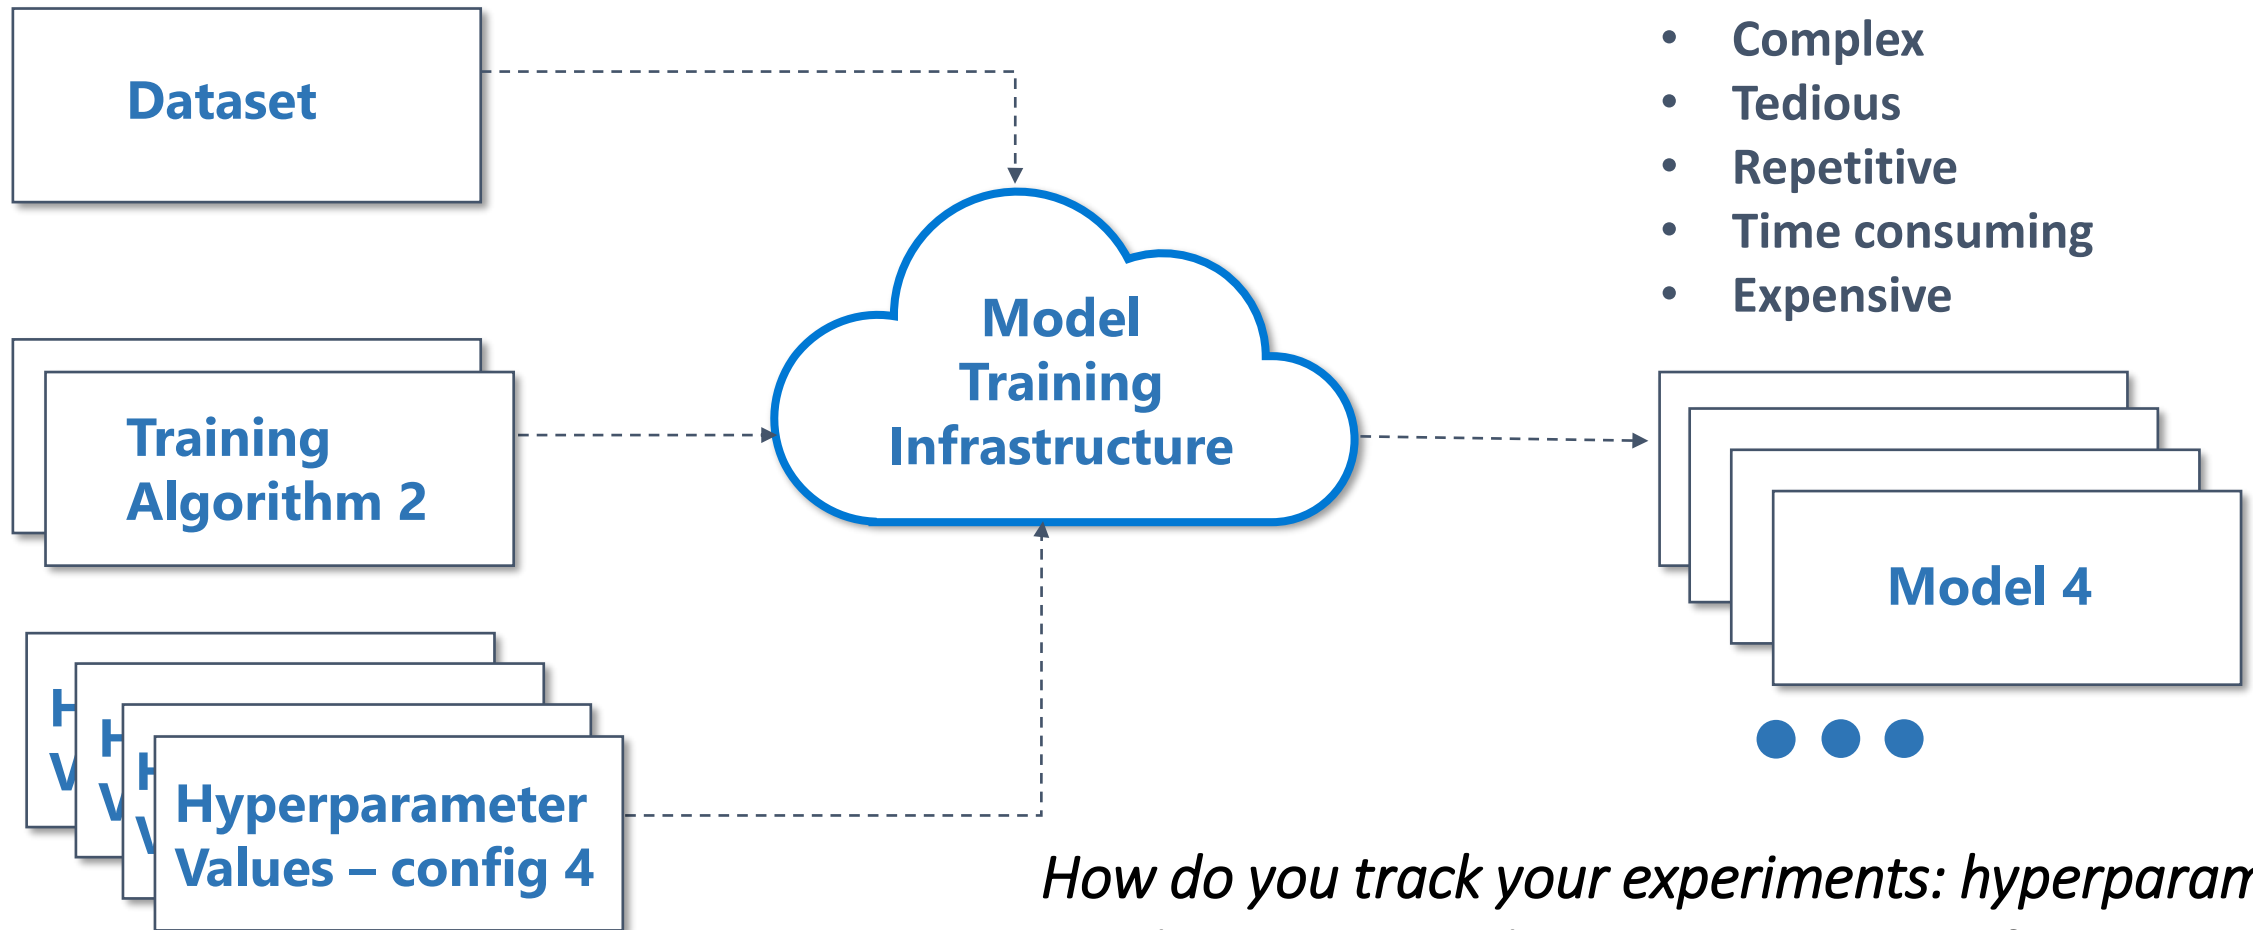 Dataset
• Complex
• Tedious
• Repetitive
• Time consuming
• Expensive
Model
Training
Infrastructure
Training
Algorithm 2
Model 4
H
V
H
V
H
V
Hyperparameter
Values – config 4
How do you track your experiments: hyperparam